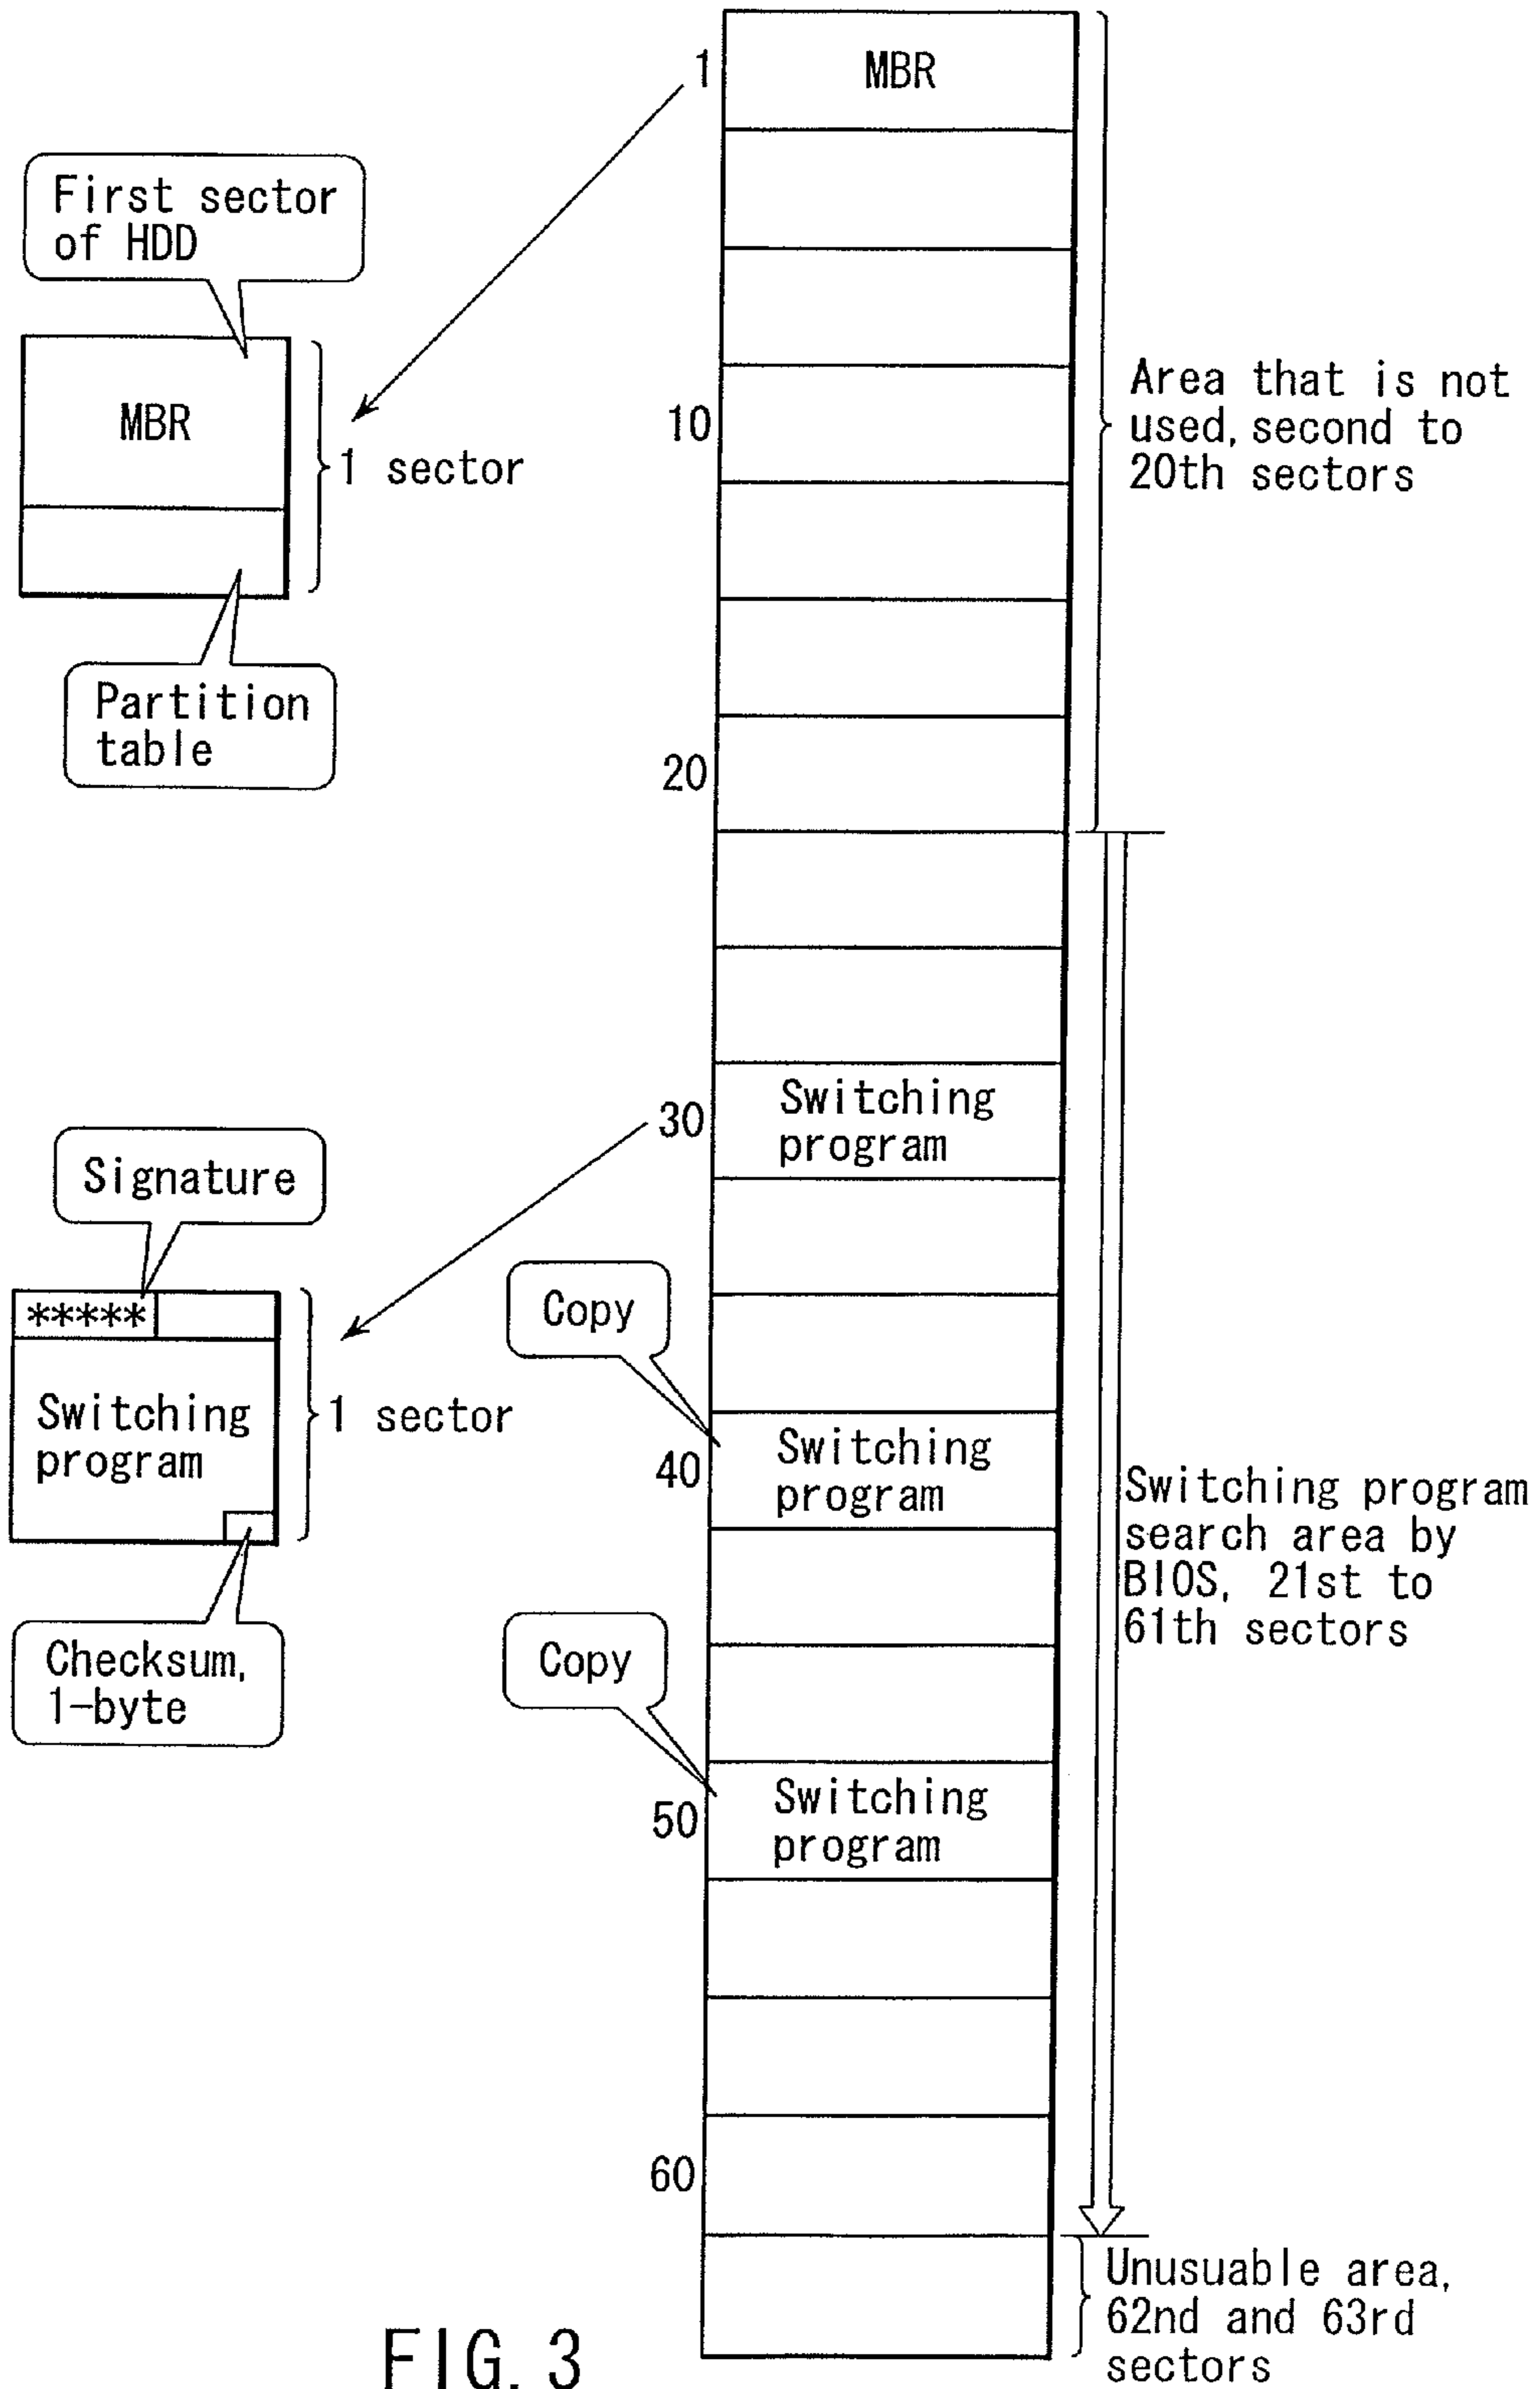 1
MBR
First sector
of HDD
MBR
1 sector
Partition
table
10
Area that is not
used, second to
20th sectors
20
30
Switching
program
Signature
*****
Switching
program
1 sector
Checksum,
1-byte
Copy
40
Switching
program
Switching program
search area by
BIOS, 21st to
61th sectors
Copy
50
Switching
program
60
Unusuable area,
62nd and 63rd
sectors
FIG. 3